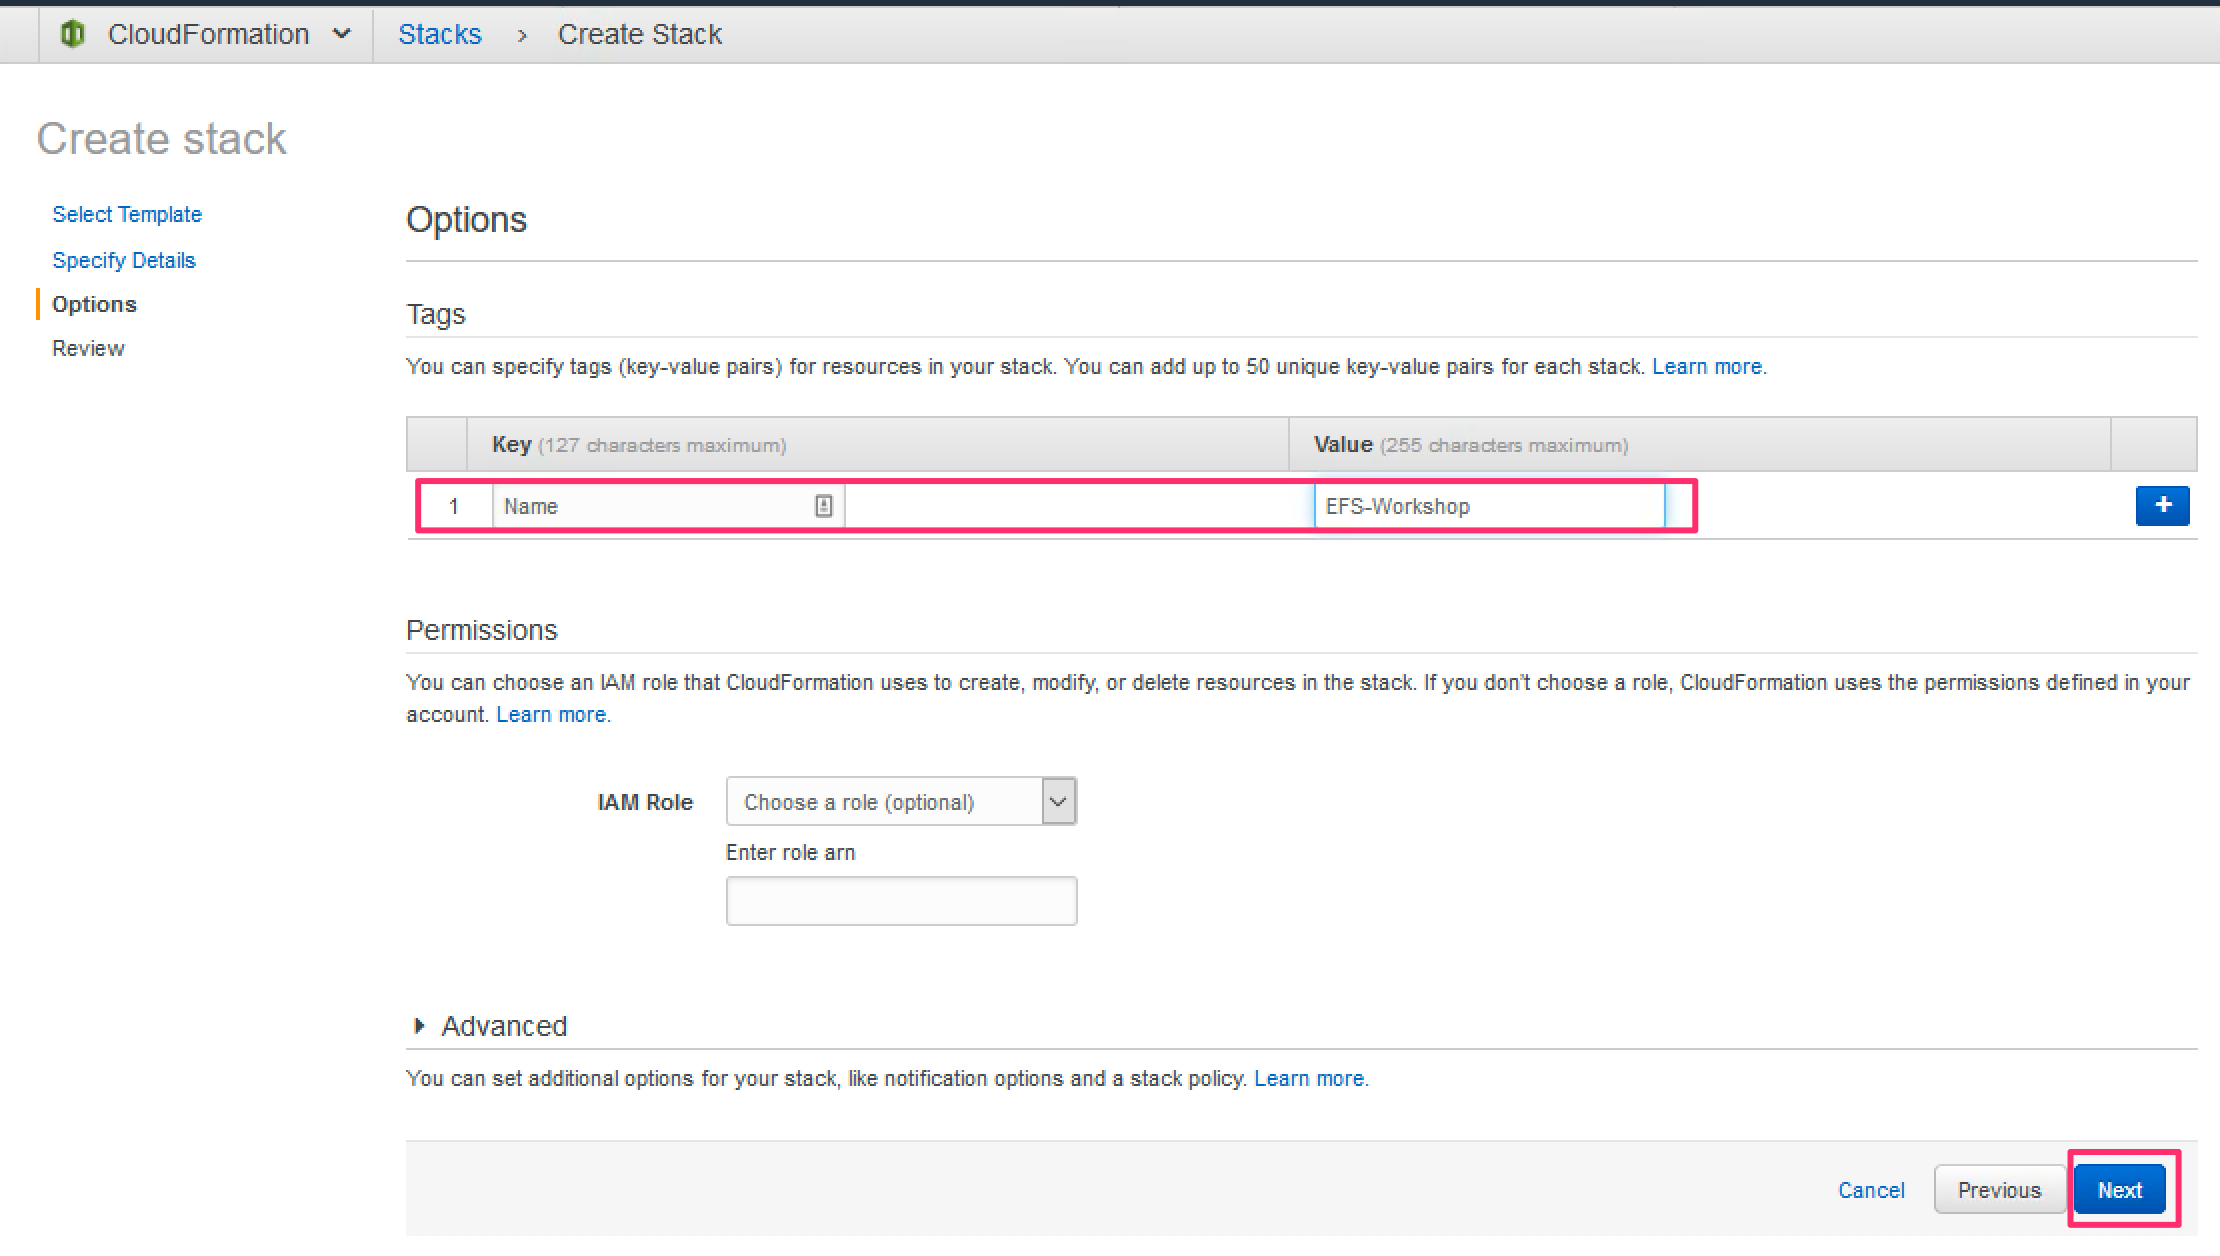 CloudFormation
Stacks › Create Stack
Create stack
Select Template
Specify Details
Options
Review
Options
Tags
You can specify tags (key-value pairs) for resources in your stack. You can add up to 50 unique key-value pairs for each stack. Learn more.
Key (127 characters maximum) Value (255 characters maximum)
1 Name EFS-Workshop +
Permissions
You can choose an IAM role that CloudFormation uses to create, modify, or delete resources in the stack. If you don't choose a role, CloudFormation uses the permissions defined in your
account. Learn more.
IAM Role Choose a role (optional)
Enter role arn
Advanced
You can set additional options for your stack, like notification options and a stack policy. Learn more.
Cancel Previous Next